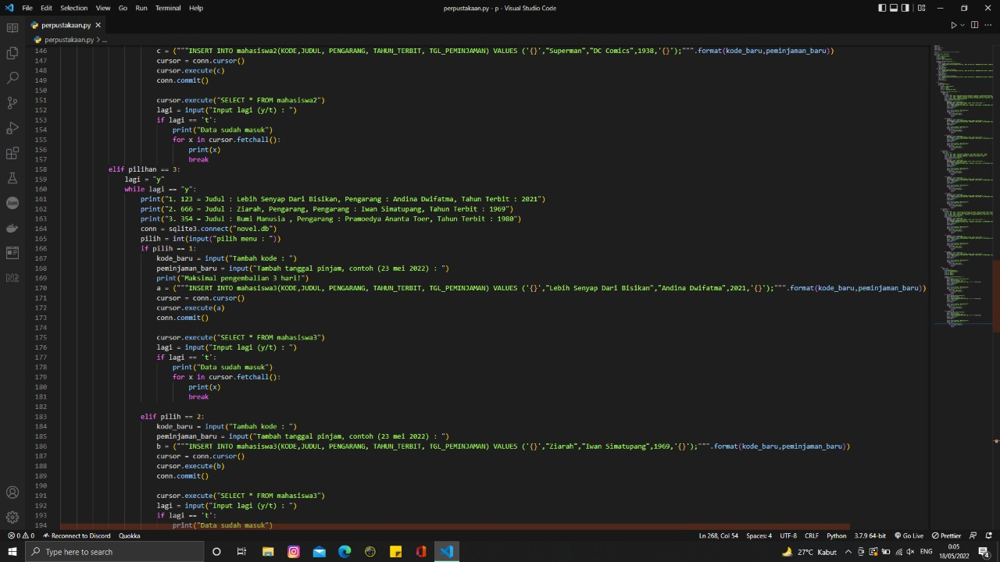 File Edit Selection View Go Run Terminal Help perpustakaan.py - p - Visual Studio Code
perpustakaan.py
perpustakaan.py > ...
146 c = ("""INSERT INTO mahasiswa2(KODE,JUDUL, PENGARANG, TAHUN_TERBIT, TGL_PEMINJAMAN) VALUES ('{}',"Superman","DC Comics",1938,'{}');""".format(kode_baru,peminjaman_baru))
147 cursor = conn.cursor()
148 cursor.execute(c)
149 conn.commit()
150
151 cursor.execute("SELECT * FROM mahasiswa2")
152 lagi = input("Input lagi (y/t) : ")
153 if lagi == 't':
154 print("Data sudah masuk")
155 for x in cursor.fetchall():
156 print(x)
157 break
158 elif pilihan == 3:
159 lagi = "y"
160 while lagi == "y":
161 print("1. 123 = Judul : Lebih Senyap Dari Bisikan, Pengarang : Andina Dwifatma, Tahun Terbit : 2021")
162 print("2. 666 = Judul : Ziarah, Pengarang, Pengarang : Iwan Simatupang, Tahun Terbit : 1969")
163 print("3. 354 = Judul : Bumi Manusia , Pengarang : Pramoedya Ananta Toer, Tahun Terbit : 1980")
164 conn = sqlite3.connect("novel.db")
165 pilih = int(input("pilih menu : "))
166 if pilih == 1:
167 kode_baru = input("Tambah kode : ")
168 peminjaman_baru = input("Tambah tanggal pinjam, contoh (23 mei 2022) : ")
169 print("Maksimal pengembalian 3 hari!")
170 a = ("""INSERT INTO mahasiswa3(KODE,JUDUL, PENGARANG, TAHUN_TERBIT, TGL_PEMINJAMAN) VALUES ('{}',"Lebih Senyap Dari Bisikan","Andina Dwifatma",2021,'{}');""".format(kode_baru,peminjaman_baru))
171 cursor = conn.cursor()
172 cursor.execute(a)
173 conn.commit()
174
175 cursor.execute("SELECT * FROM mahasiswa3")
176 lagi = input("Input lagi (y/t) : ")
177 if lagi == 't':
178 print("Data sudah masuk")
179 for x in cursor.fetchall():
180 print(x)
181 break
182
183 elif pilih == 2:
184 kode_baru = input("Tambah kode : ")
185 peminjaman_baru = input("Tambah tanggal pinjam, contoh (23 mei 2022) : ")
186 b = ("""INSERT INTO mahasiswa3(KODE,JUDUL, PENGARANG, TAHUN_TERBIT, TGL_PEMINJAMAN) VALUES ('{}',"Ziarah","Iwan Simatupang",1969,'{}');""".format(kode_baru,peminjaman_baru))
187 cursor = conn.cursor()
188 cursor.execute(b)
189 conn.commit()
190
191 cursor.execute("SELECT * FROM mahasiswa3")
192 lagi = input("Input lagi (y/t) : ")
193 if lagi == 't':
194 print("Data sudah masuk")
0 0 Reconnect to Discord Quokka Ln 268, Col 54 Spaces: 4 UTF-8 CRLF Python 3.7.9 64-bit Go Live Prettier
Type here to search 27°C Kabut ENG 0:05
18/05/2022 4